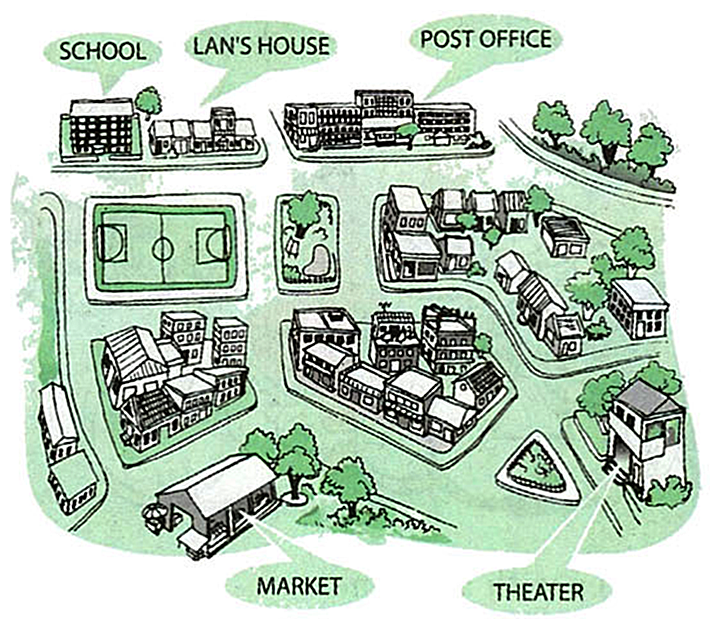 SCHOOL
LAN'S HOUSE
POST OFFICE
MARKET
THEATER